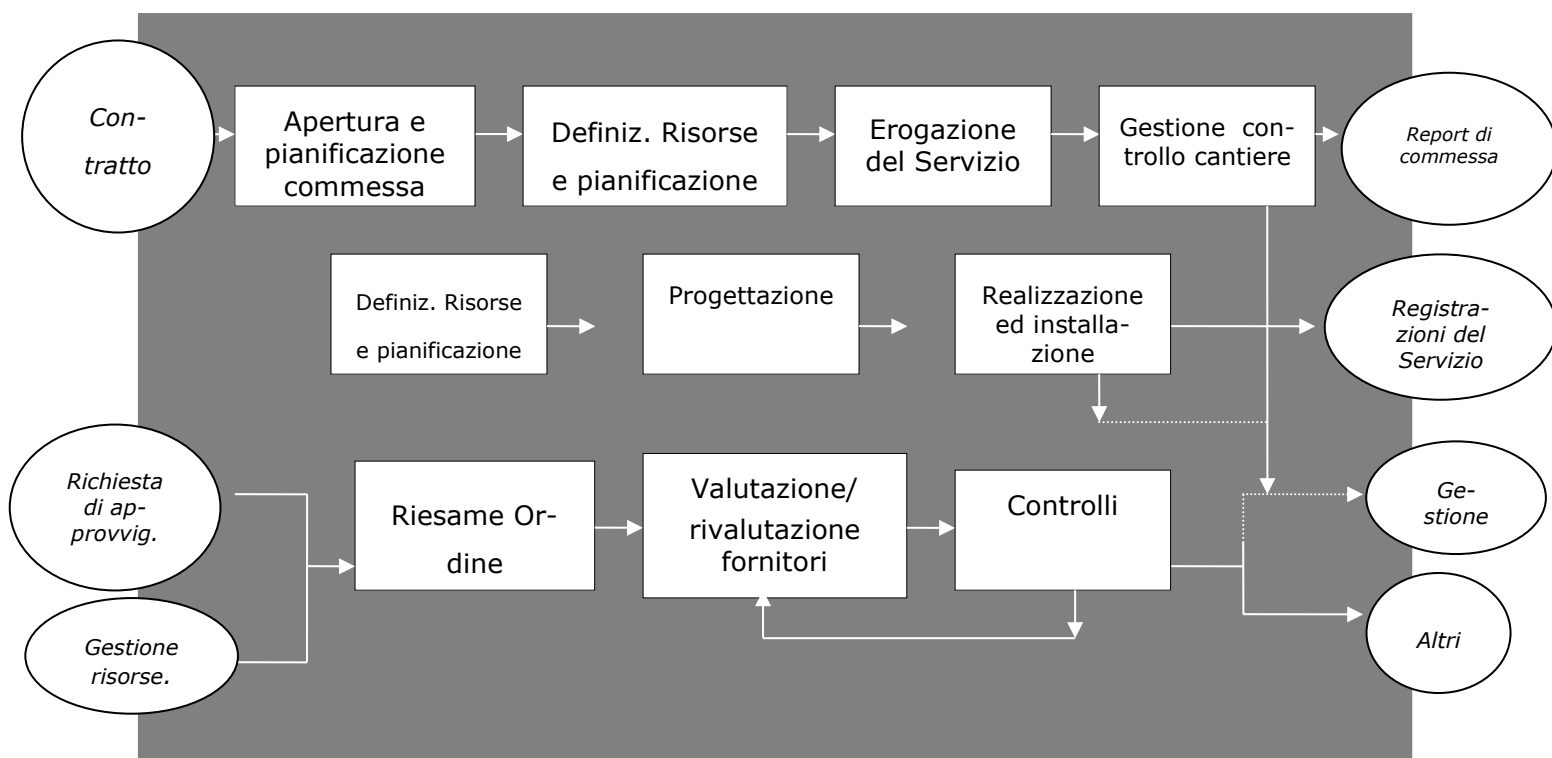 Con-
tratto
Apertura e
pianificazione
commessa
Definiz. Risorse
e pianificazione
Erogazione
del Servizio
Gestione con-
trollo cantiere
Report di
commessa
Definiz. Risorse
e pianificazione
Progettazione
Realizzazione
ed installa-
zione
Registra-
zioni del
Servizio
Richiesta
di ap-
provvig.
Gestione
risorse.
Riesame Or-
dine
Valutazione/
rivalutazione
fornitori
Controlli
Ge-
stione
Altri